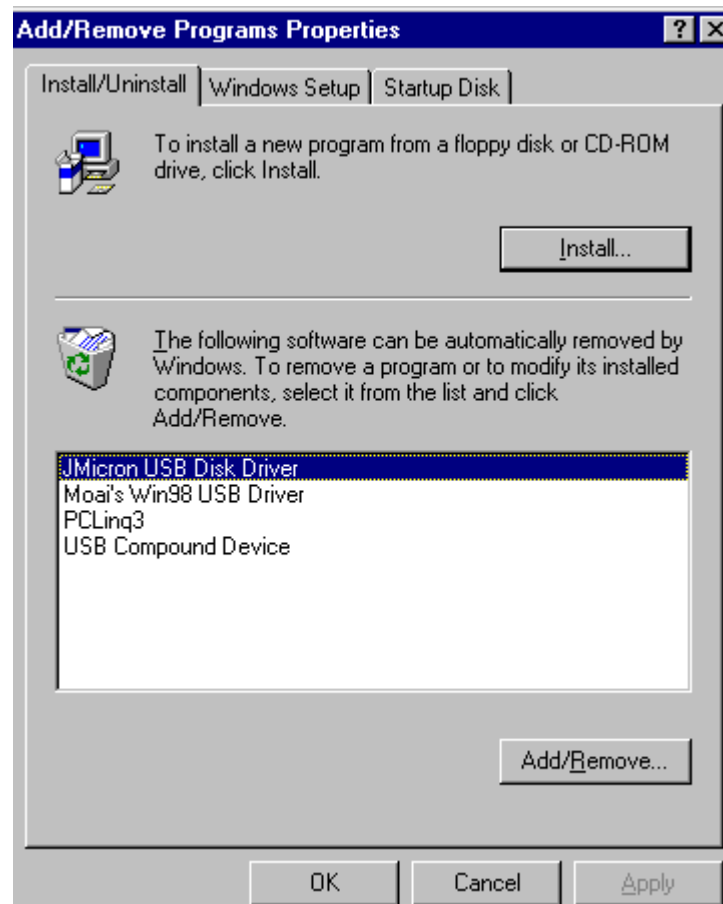 Add/Remove Programs Properties
Install/Uninstall
Windows Setup
Startup Disk
To install a new program from a floppy disk or CD-ROM
drive, click Install.
Install...
The following software can be automatically removed by
Windows. To remove a program or to modify its installed
components, select it from the list and click
Add/Remove.
JMicron USB Disk Driver
Moai's Win98 USB Driver
PCLinq3
USB Compound Device
Add/Remove...
OK
Cancel
Apply